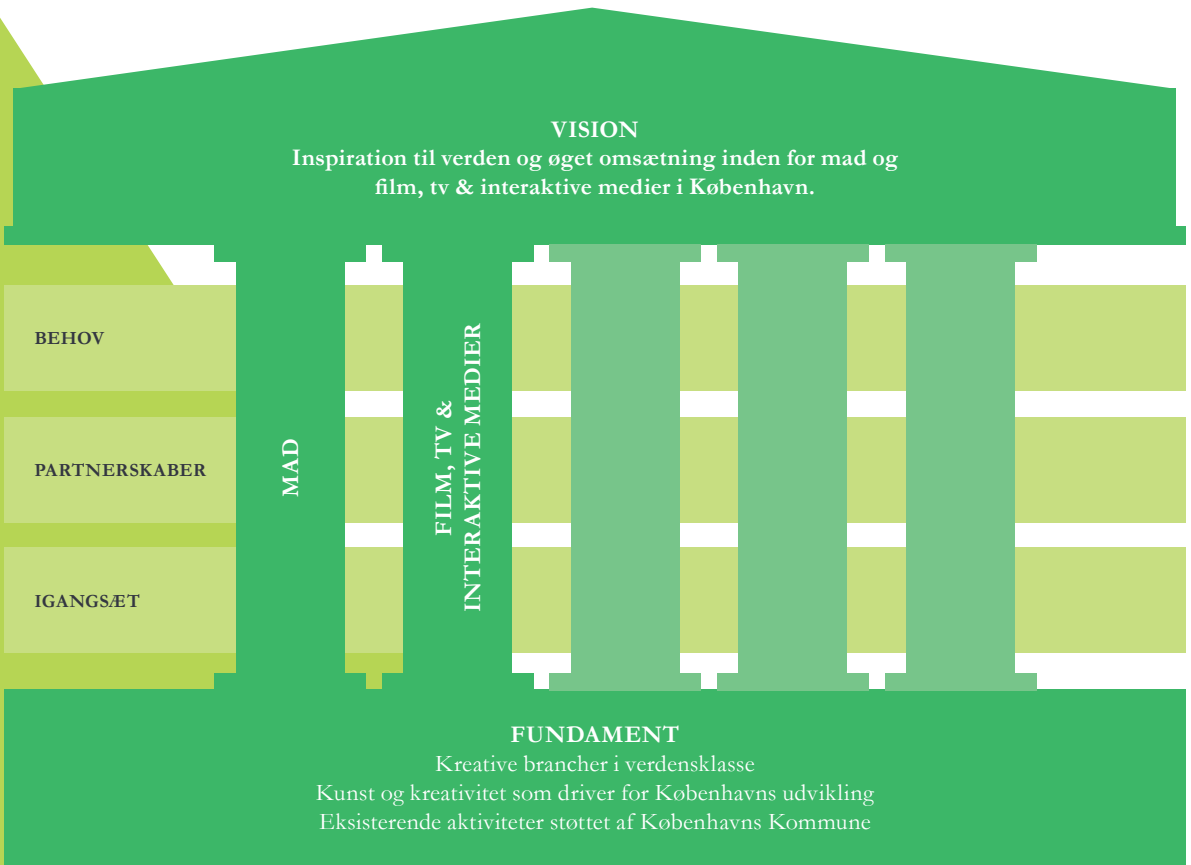 VISION
Inspiration til verden og øget omsætning inden for mad og
film, tv & interaktive medier i København.
BEHOV
PARTNERSKABER
IGANGSÆT
MAD
FILM, TV &
INTERAKTIVE MEDIER
FUNDAMENT
Kreative brancher i verdensklasse
Kunst og kreativitet som driver for Københavns udvikling
Eksisterende aktiviteter støttet af Københavns Kommune